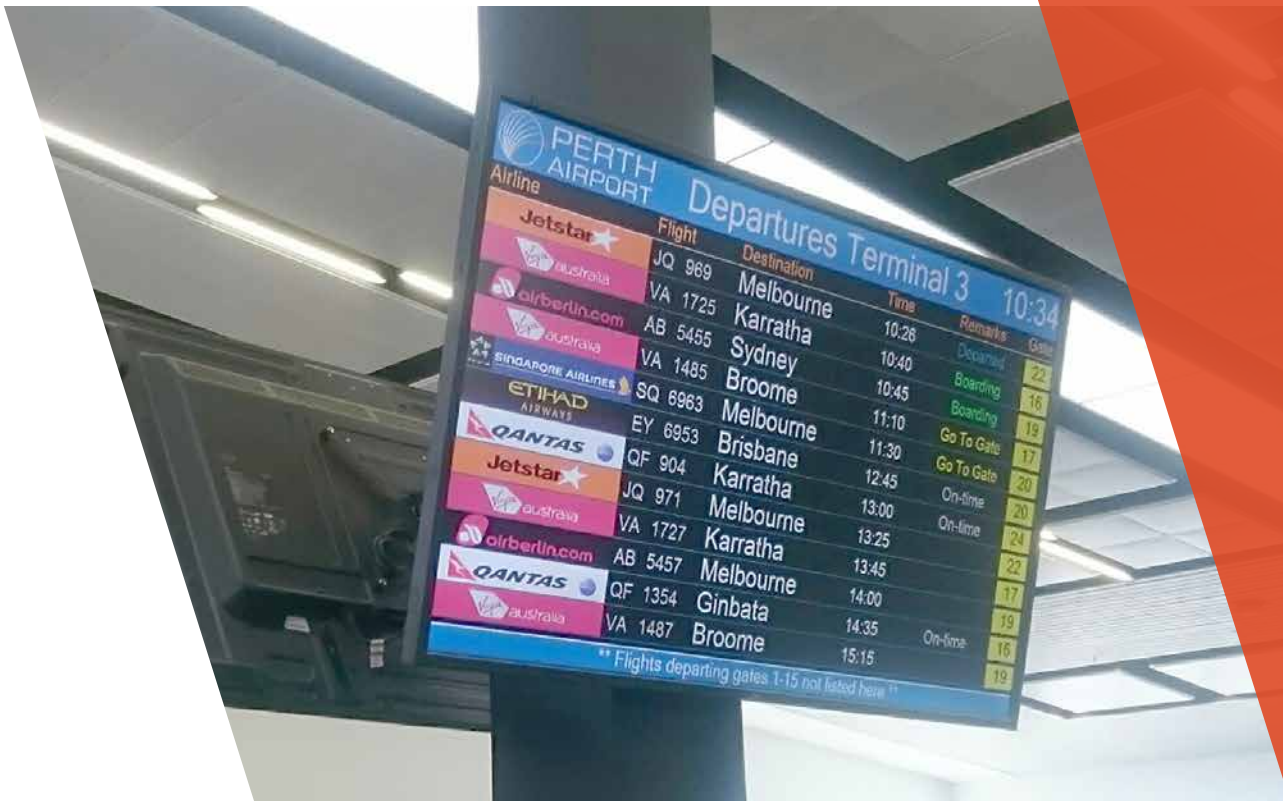 PERTH AIRPORT Departures Terminal 3 10:34
Airline Flight Destination Time Remarks Gate
Jetstar JQ 969 Melbourne 10:26 Departed 22
Virgin australia VA 1725 Karratha 10:40 Boarding 16
airberlin.com AB 5455 Sydney 10:45 Boarding 19
Virgin australia VA 1485 Broome 11:10 Go To Gate 17
SINGAPORE AIRLINES SQ 6963 Melbourne 11:30 Go To Gate 20
ETIHAD AIRWAYS EY 6953 Brisbane 12:45 On-time 20
QANTAS QF 904 Karratha 13:00 On-time 24
Jetstar JQ 971 Melbourne 13:25 22
Virgin australia VA 1727 Karratha 13:45 17
airberlin.com AB 5457 Melbourne 14:00 19
QANTAS QF 1354 Ginbata 14:35 On-time 16
Virgin australia VA 1487 Broome 15:15 19
** Flights departing gates 1-15 not listed here **